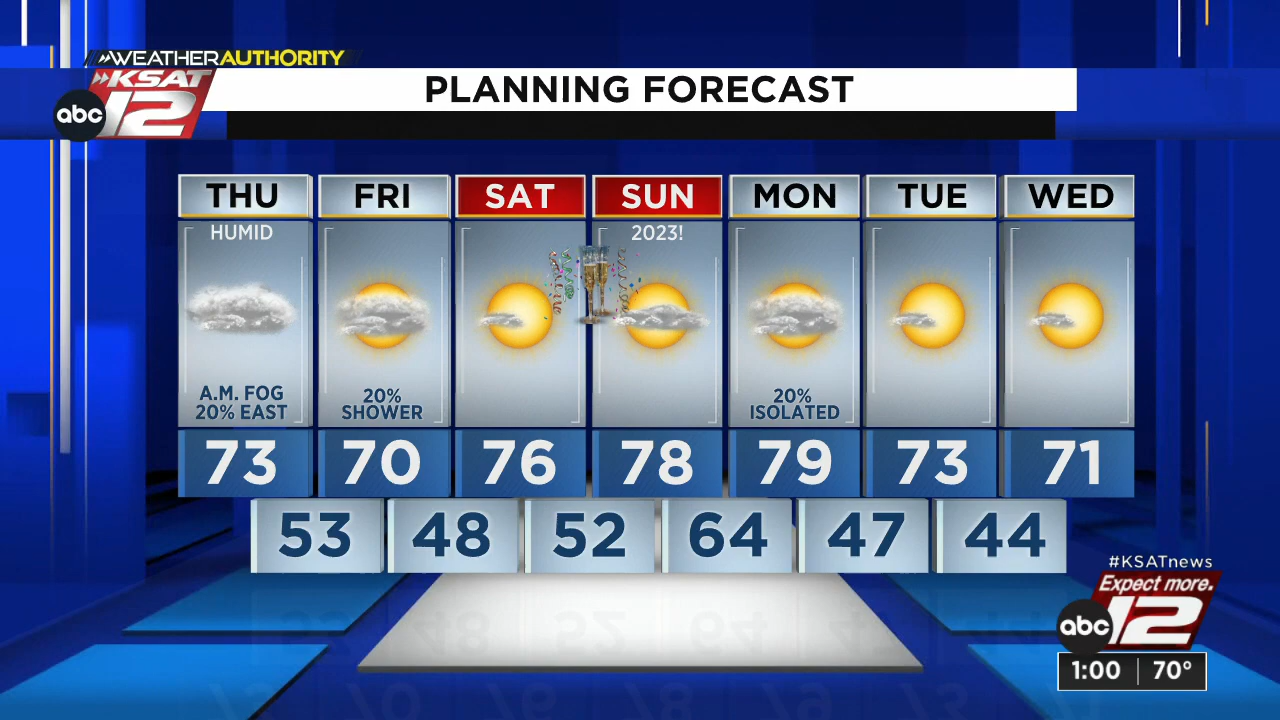 WEATHERAUTHORITY
KSAT
abc 12
PLANNING FORECAST
THU FRI SAT SUN MON TUE WED
HUMID 2023!
A.M. FOG
20% EAST
20%
SHOWER
20%
ISOLATED
73 70 76 78 79 73 71
53 48 52 64 47 44
#KSATnews
Expect more.
abc 12
1:00 70°